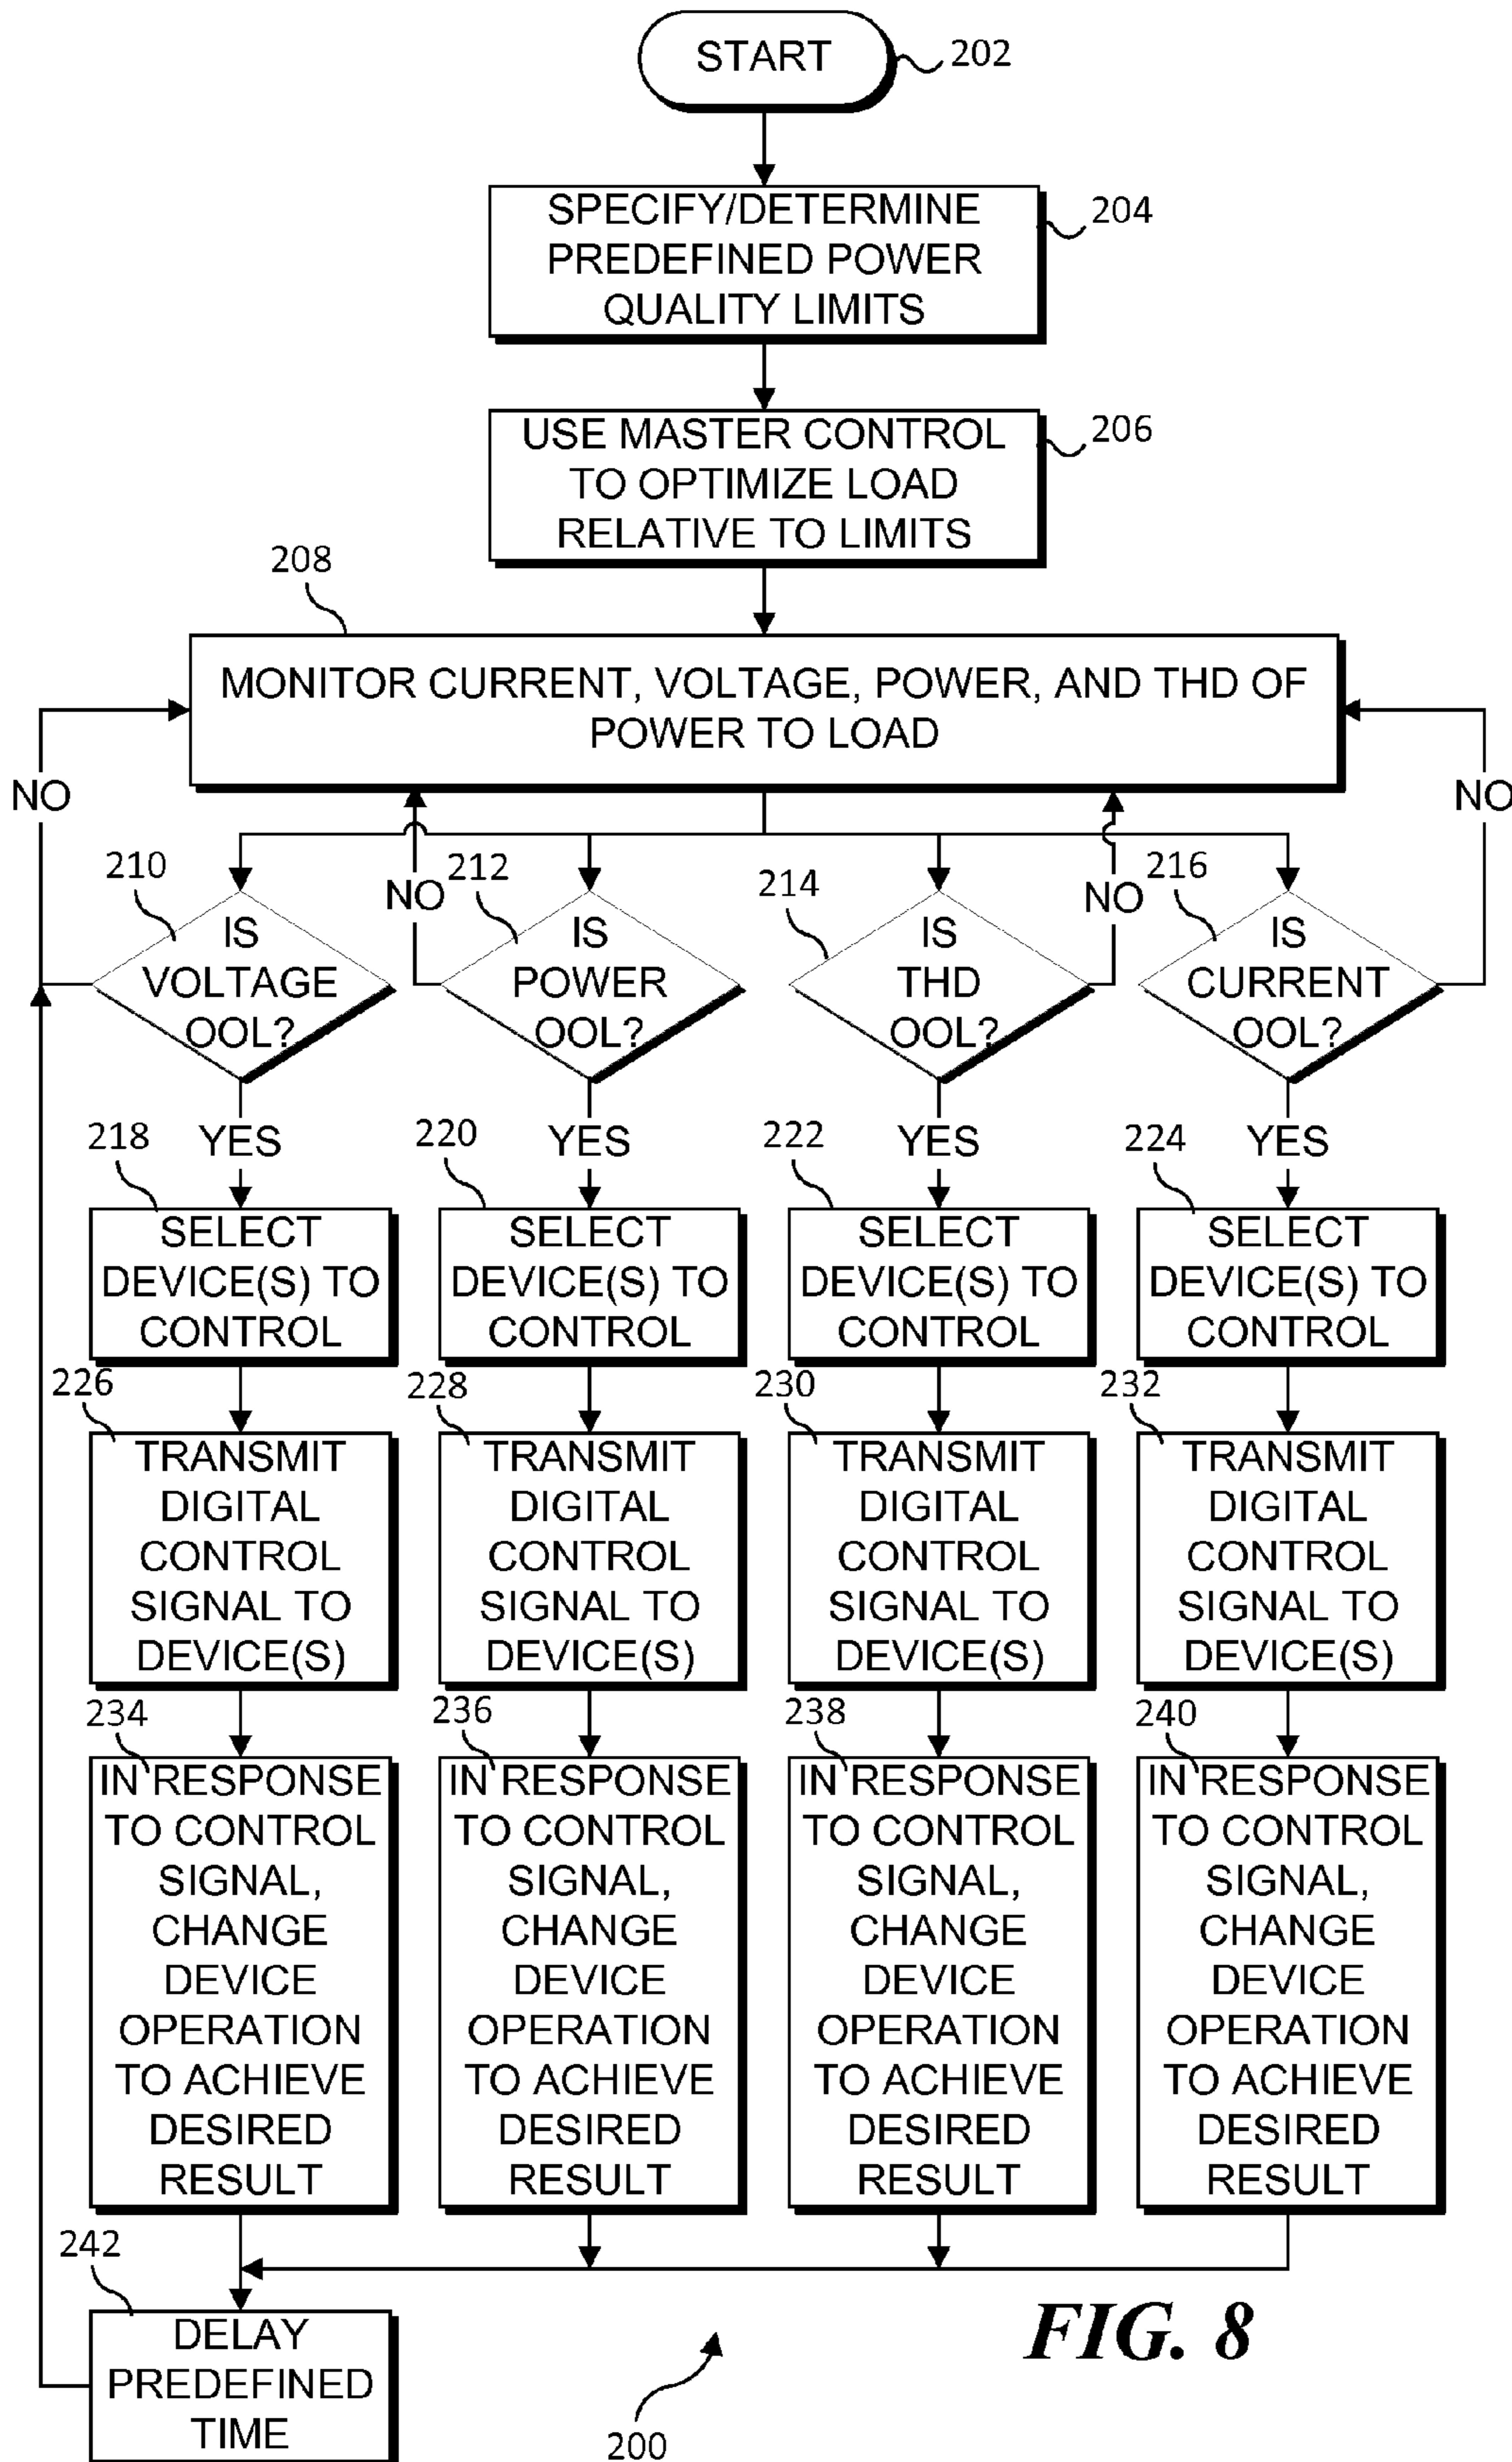 START
202
SPECIFY/DETERMINE
PREDEFINED POWER
QUALITY LIMITS
204
USE MASTER CONTROL
TO OPTIMIZE LOAD
RELATIVE TO LIMITS
206
208
MONITOR CURRENT, VOLTAGE, POWER, AND THD OF
POWER TO LOAD
NO
NO
NO
NO
210
IS
VOLTAGE
OOL?
212
IS
POWER
OOL?
214
IS
THD
OOL?
216
IS
CURRENT
OOL?
YES
YES
YES
YES
218
SELECT
DEVICE(S) TO
CONTROL
220
SELECT
DEVICE(S) TO
CONTROL
222
SELECT
DEVICE(S) TO
CONTROL
224
SELECT
DEVICE(S) TO
CONTROL
226
TRANSMIT
DIGITAL
CONTROL
SIGNAL TO
DEVICE(S)
228
TRANSMIT
DIGITAL
CONTROL
SIGNAL TO
DEVICE(S)
230
TRANSMIT
DIGITAL
CONTROL
SIGNAL TO
DEVICE(S)
232
TRANSMIT
DIGITAL
CONTROL
SIGNAL TO
DEVICE(S)
234
IN RESPONSE
TO CONTROL
SIGNAL,
CHANGE
DEVICE
OPERATION
TO ACHIEVE
DESIRED
RESULT
236
IN RESPONSE
TO CONTROL
SIGNAL,
CHANGE
DEVICE
OPERATION
TO ACHIEVE
DESIRED
RESULT
238
IN RESPONSE
TO CONTROL
SIGNAL,
CHANGE
DEVICE
OPERATION
TO ACHIEVE
DESIRED
RESULT
240
IN RESPONSE
TO CONTROL
SIGNAL,
CHANGE
DEVICE
OPERATION
TO ACHIEVE
DESIRED
RESULT
242
DELAY
PREDEFINED
TIME
200
FIG. 8